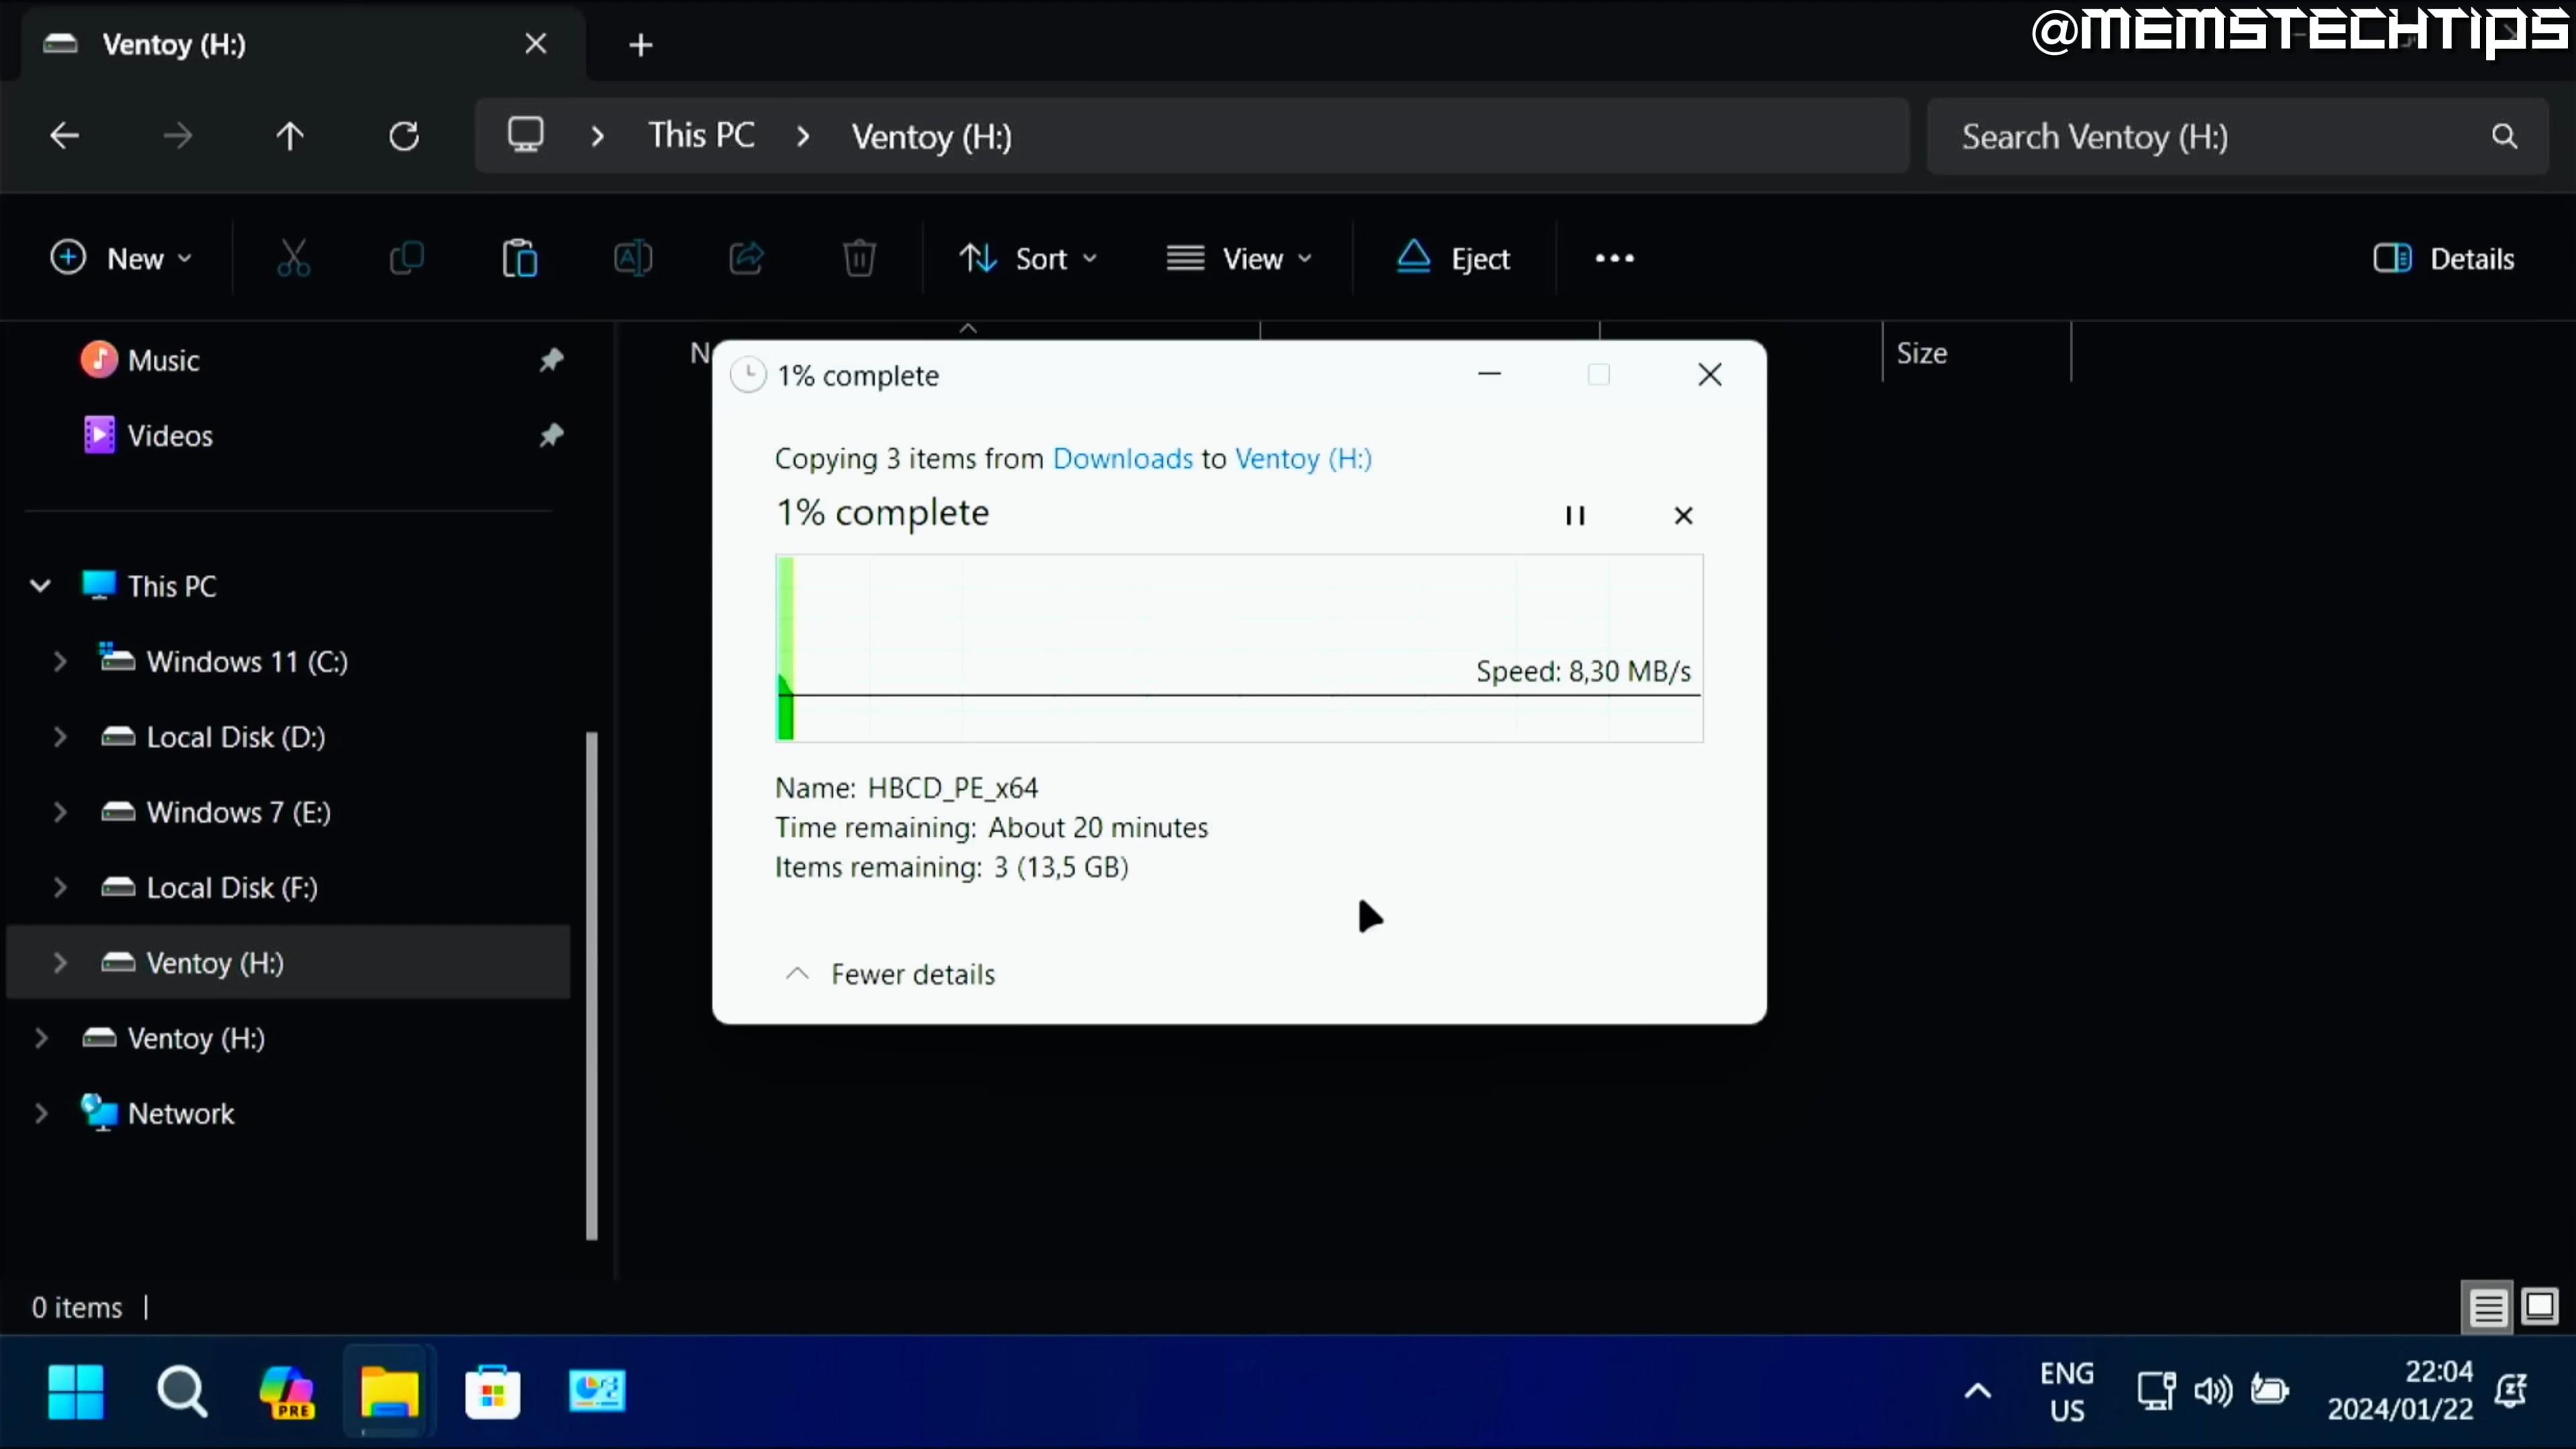 Ventoy (H:)
@MEMSTECHTIPS
This PC
Ventoy (H:)
Search Ventoy (H:)
New
Sort
View
Eject
Details
Music
Videos
This PC
Windows 11 (C:)
Local Disk (D:)
Windows 7 (E:)
Local Disk (F:)
Ventoy (H:)
Ventoy (H:)
Network
N
Size
1% complete
Copying 3 items from Downloads to Ventoy (H:)
1% complete
Speed: 8,30 MB/s
Name: HBCD_PE_x64
Time remaining: About 20 minutes
Items remaining: 3 (13,5 GB)
Fewer details
0 items
PRE
ENG
US
22:04
2024/01/22